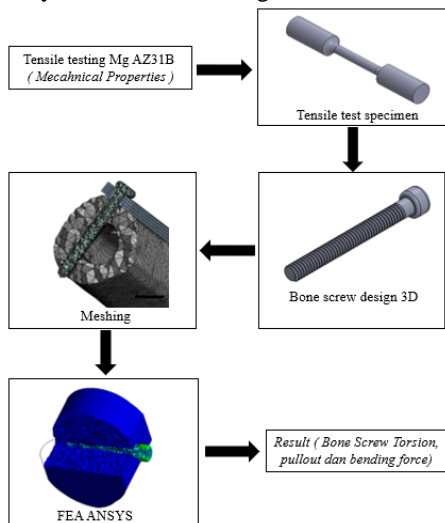 Tensile testing Mg AZ31B
( Mecahnical Properties )
Tensile test specimen
Bone screw design 3D
Meshing
FEA ANSYS
Result ( Bone Screw Torsion,
pullout dan bending force)